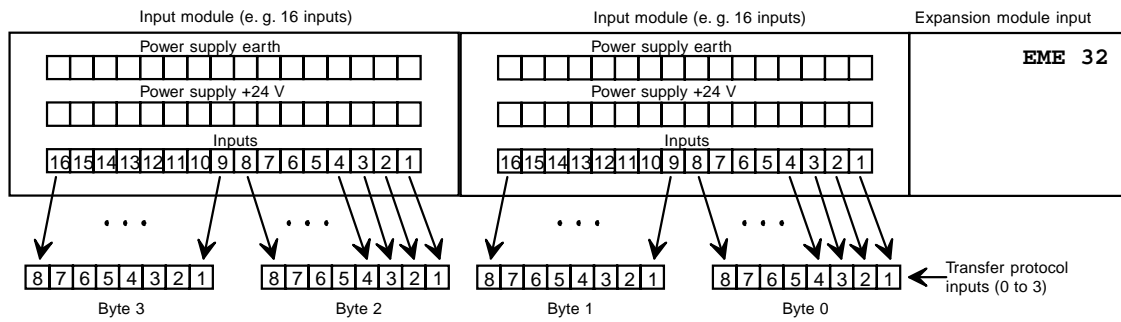 Input module (e. g. 16 inputs) Input module (e. g. 16 inputs) Expansion module input
Power supply earth Power supply earth EME 32
Power supply +24 V Power supply +24 V
Inputs Inputs
16 15 14 13 12 11 10 9 8 7 6 5 4 3 2 1 16 15 14 13 12 11 10 9 8 7 6 5 4 3 2 1
. . . . . . . . . . . .
8 7 6 5 4 3 2 1 8 7 6 5 4 3 2 1 8 7 6 5 4 3 2 1 8 7 6 5 4 3 2 1 Transfer protocol
inputs (0 to 3)
Byte 3 Byte 2 Byte 1 Byte 0